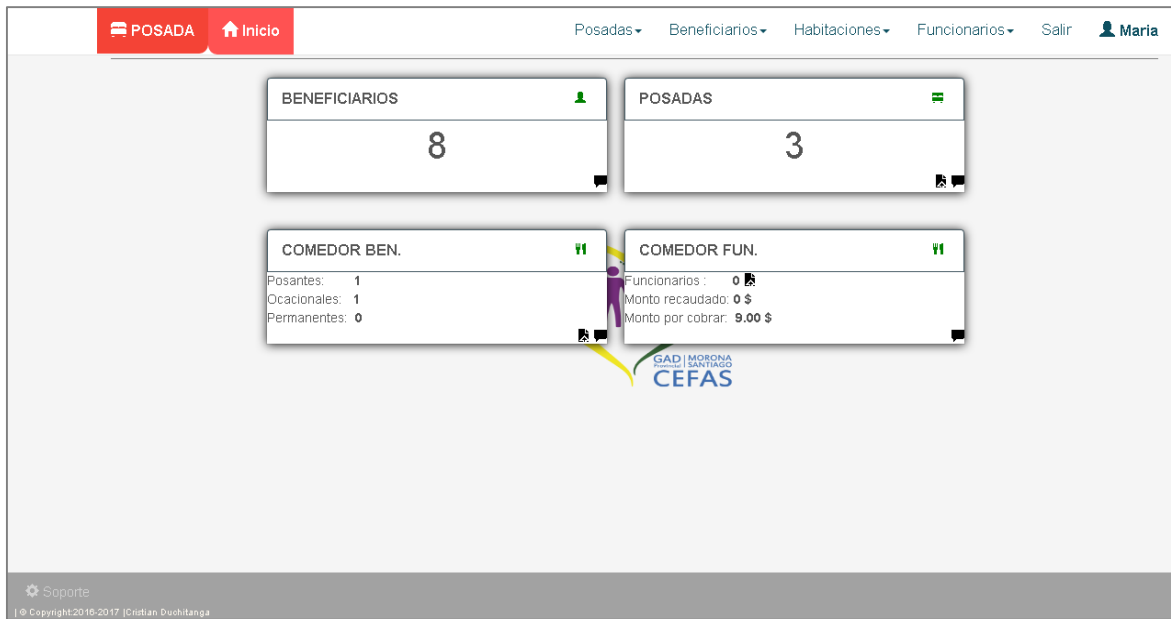 POSADA Inicio Posadas Beneficiarios Habitaciones Funcionarios Salir Maria
BENEFICIARIOS
8
POSADAS
3
COMEDOR BEN.
Posantes: 1
Ocacionales: 1
Permanentes: 0
COMEDOR FUN.
Funcionarios : 0
Monto recaudado: 0 $
Monto por cobrar: 9.00 $
GAD | MORONA
Provincial | SANTIAGO
CEFAS
Soporte
| © Copyright:2016-2017 |Cristian Duchitanga